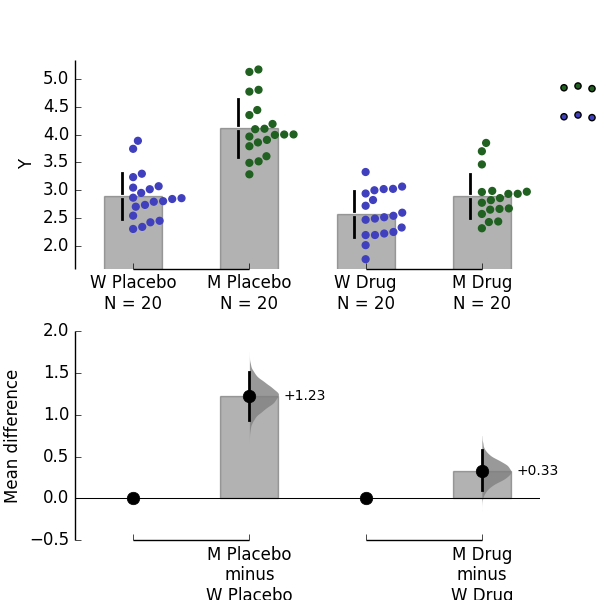 5.0
4.5
4.0
3.5
3.0
2.5
2.0
Y
W Placebo
N = 20
M Placebo
N = 20
W Drug
N = 20
M Drug
N = 20
2.0
1.5
1.0
0.5
0.0
−0.5
Mean difference
+1.23
+0.33
M Placebo
minus
W Placebo
M Drug
minus
W Drug